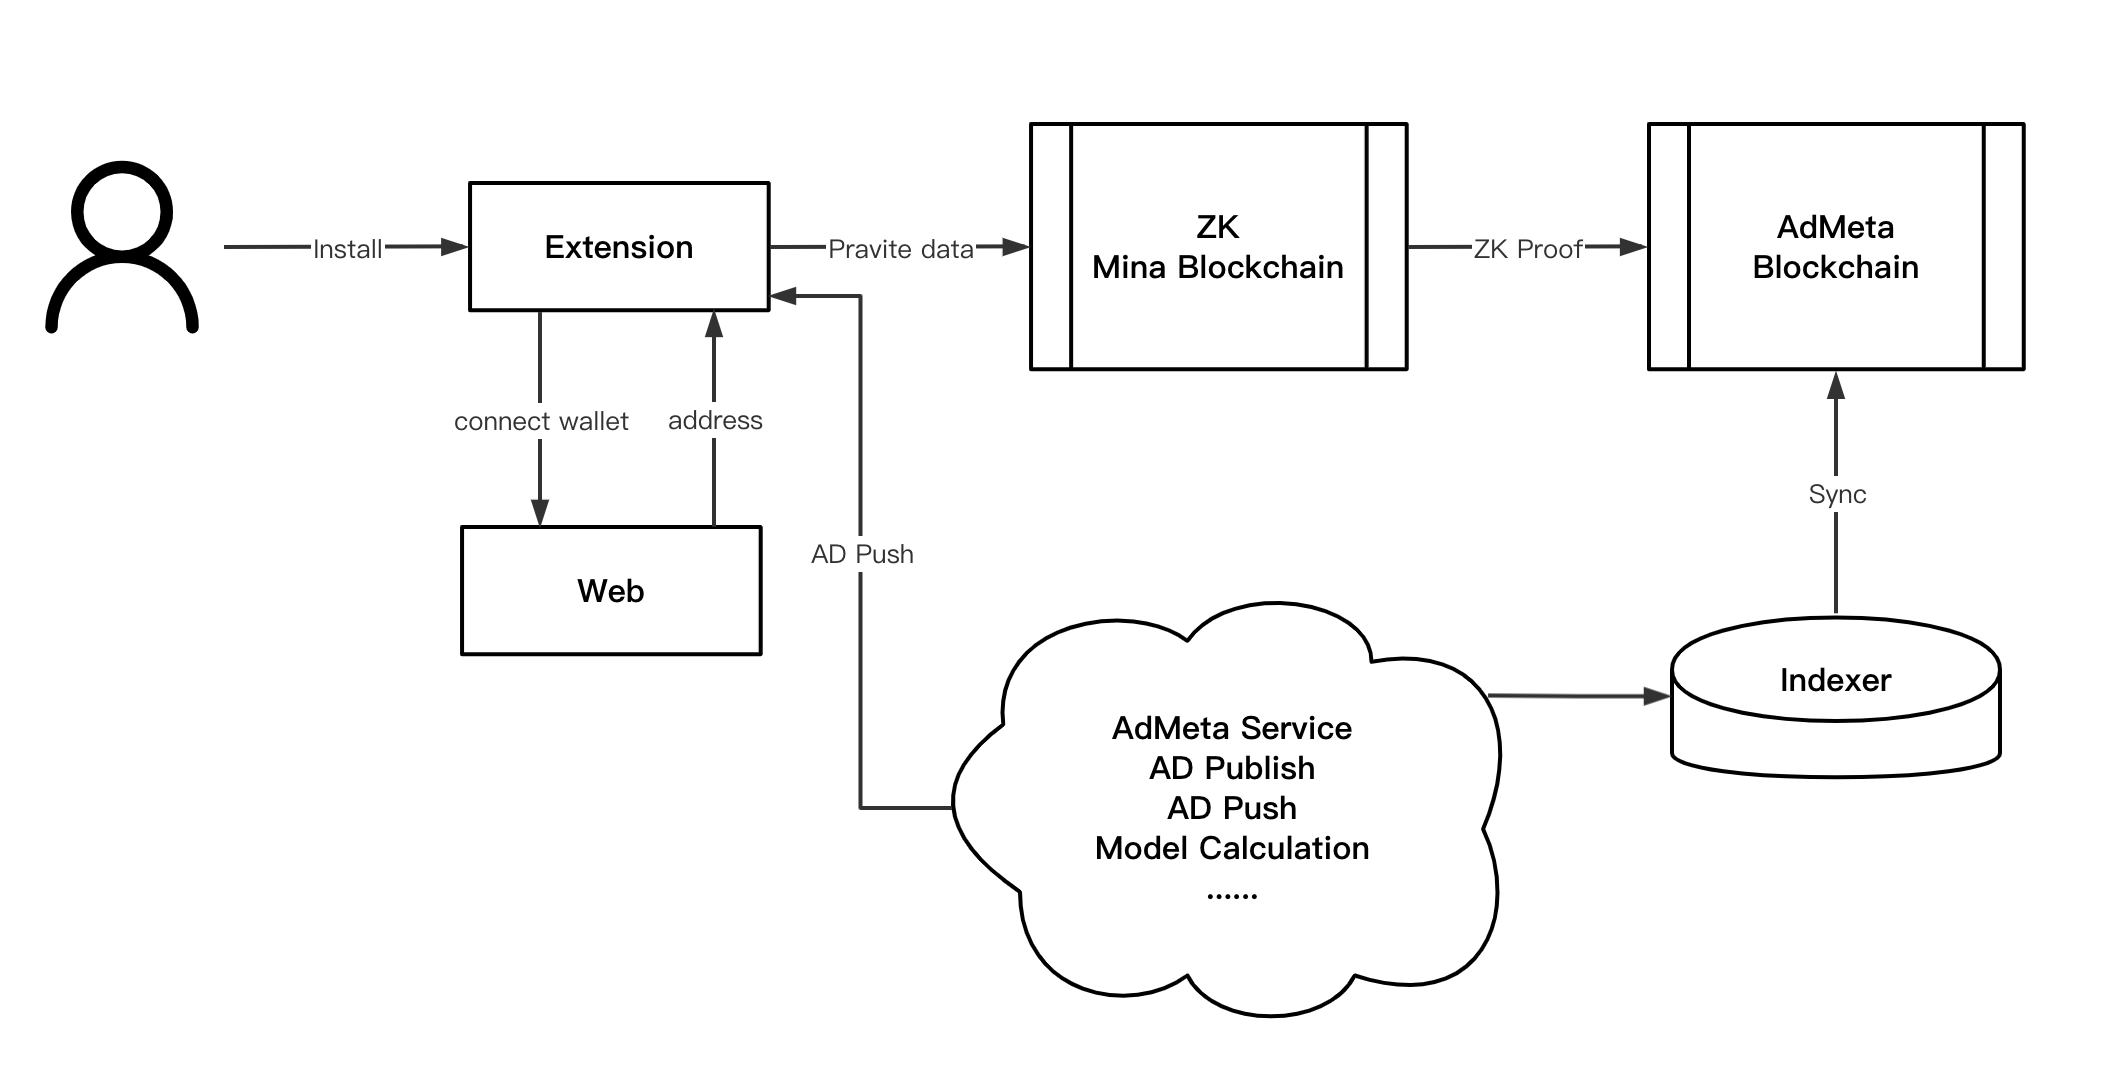 Install
Extension
Pravite data
ZK
Mina Blockchain
ZK Proof
AdMeta
Blockchain
connect wallet
address
Sync
AD Push
Web
Indexer
AdMeta Service
AD Publish
AD Push
Model Calculation
......